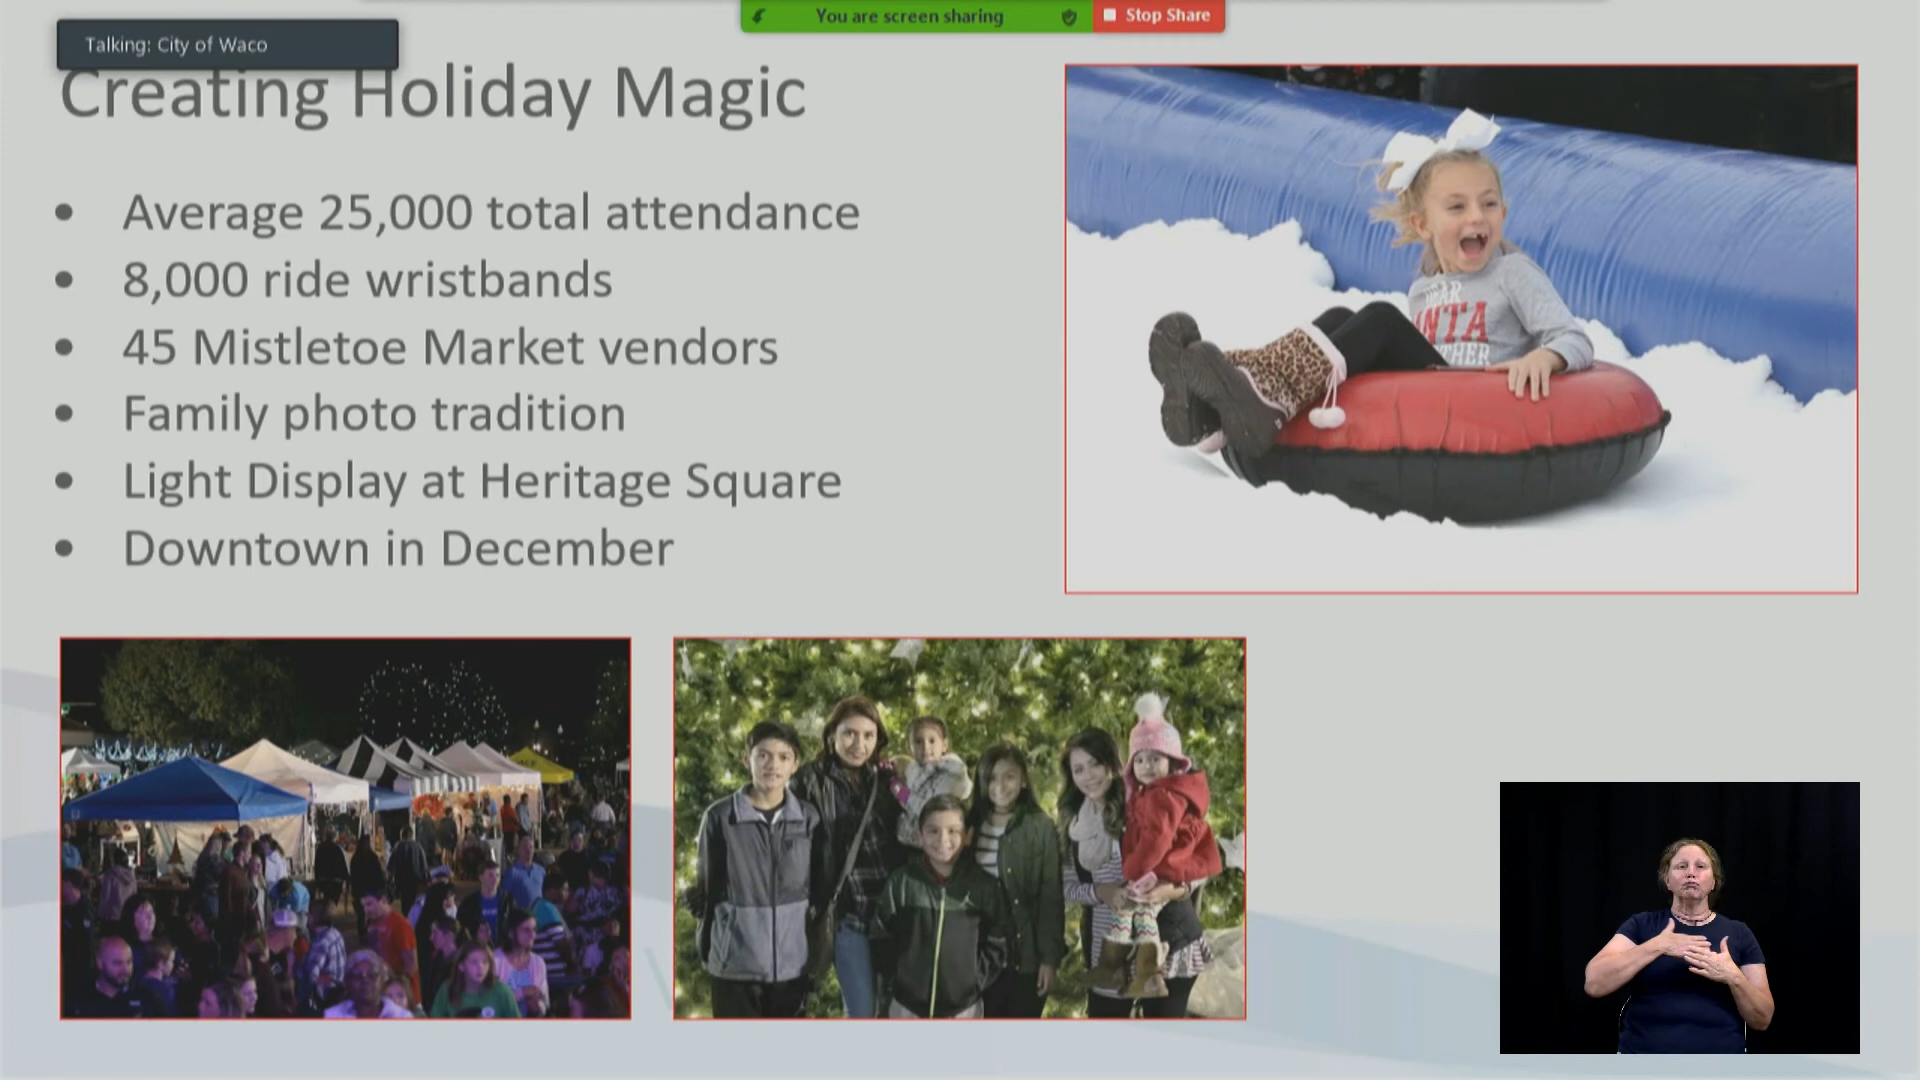 You are screen sharing
Stop Share
Talking: City of Waco
Creating Holiday Magic
• Average 25,000 total attendance
• 8,000 ride wristbands
• 45 Mistletoe Market vendors
• Family photo tradition
• Light Display at Heritage Square
• Downtown in December